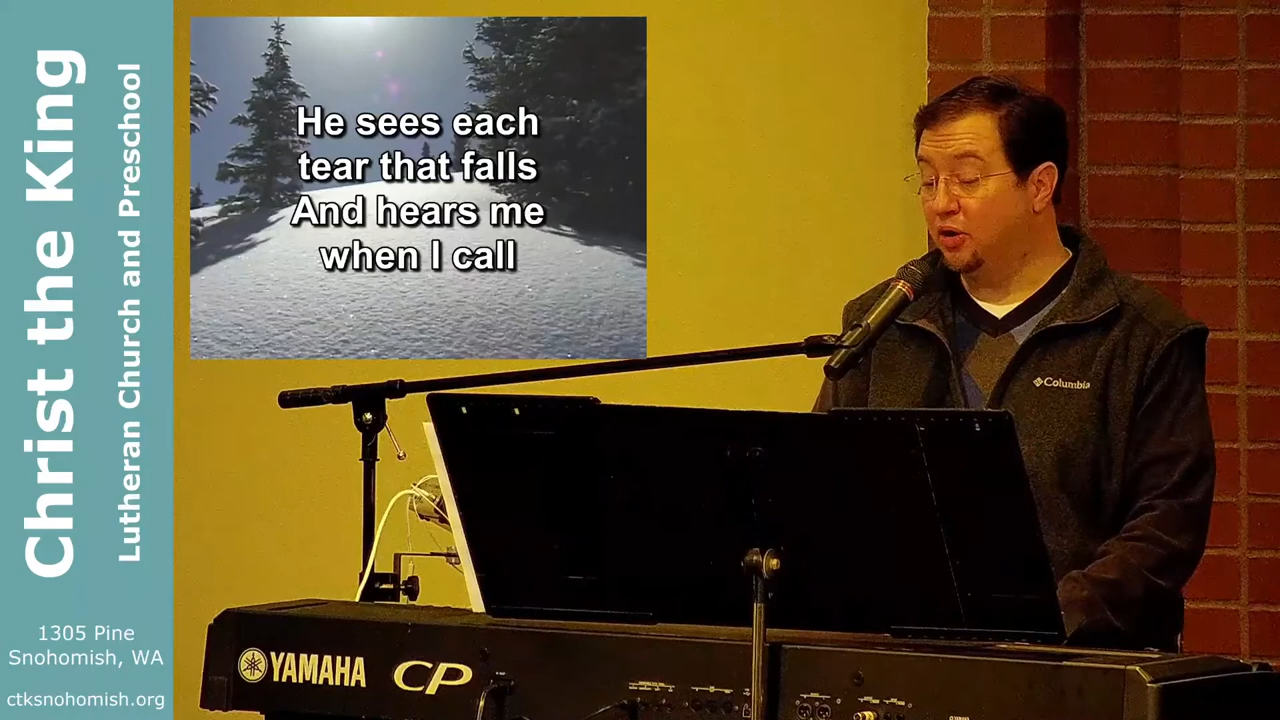 Christ the King
Lutheran Church and Preschool
1305 Pine
Snohomish, WA
ctksnohomish.org
He sees each
tear that falls
And hears me
when I call
Columbia
YAMAHA CP